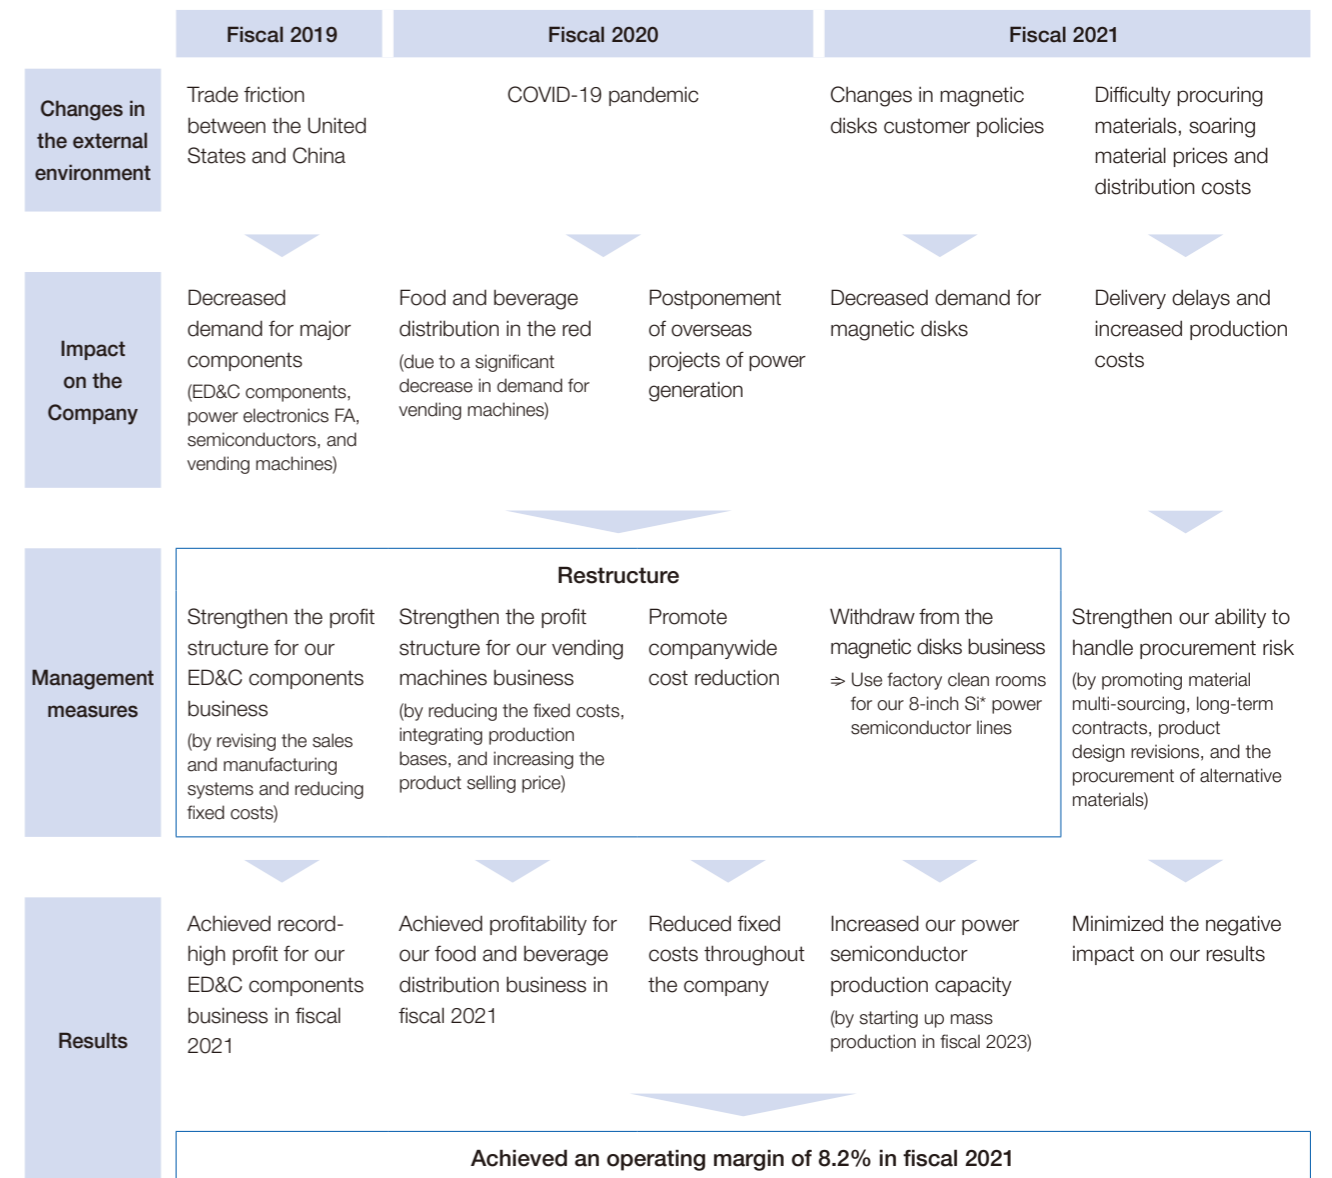 Fiscal 2019
Fiscal 2020
Fiscal 2021
Changes in
the external
environment
Trade friction
between the United
States and China
COVID-19 pandemic
Changes in magnetic
disks customer policies
Difficulty procuring
materials, soaring
material prices and
distribution costs
Impact
on the
Company
Decreased
demand for major
components
(ED&C components,
power electronics FA,
semiconductors, and
vending machines)
Food and beverage
distribution in the red
(due to a significant
decrease in demand for
vending machines)
Postponement
of overseas
projects of power
generation
Decreased demand for
magnetic disks
Delivery delays and
increased production
costs
Management
measures
Restructure
Strengthen the profit
structure for our
ED&C components
business
(by revising the sales
and manufacturing
systems and reducing
fixed costs)
Strengthen the profit
structure for our vending
machines business
(by reducing the fixed costs,
integrating production
bases, and increasing the
product selling price)
Promote
companywide
cost reduction
Withdraw from the
magnetic disks business
⇒ Use factory clean rooms
for our 8-inch Si* power
semiconductor lines
Strengthen our ability to
handle procurement risk
(by promoting material
multi-sourcing, long-term
contracts, product
design revisions, and the
procurement of alternative
materials)
Results
Achieved record-
high profit for our
ED&C components
business in fiscal
2021
Achieved profitability for
our food and beverage
distribution business in
fiscal 2021
Reduced fixed
costs throughout
the company
Increased our power
semiconductor
production capacity
(by starting up mass
production in fiscal 2023)
Minimized the negative
impact on our results
Achieved an operating margin of 8.2% in fiscal 2021